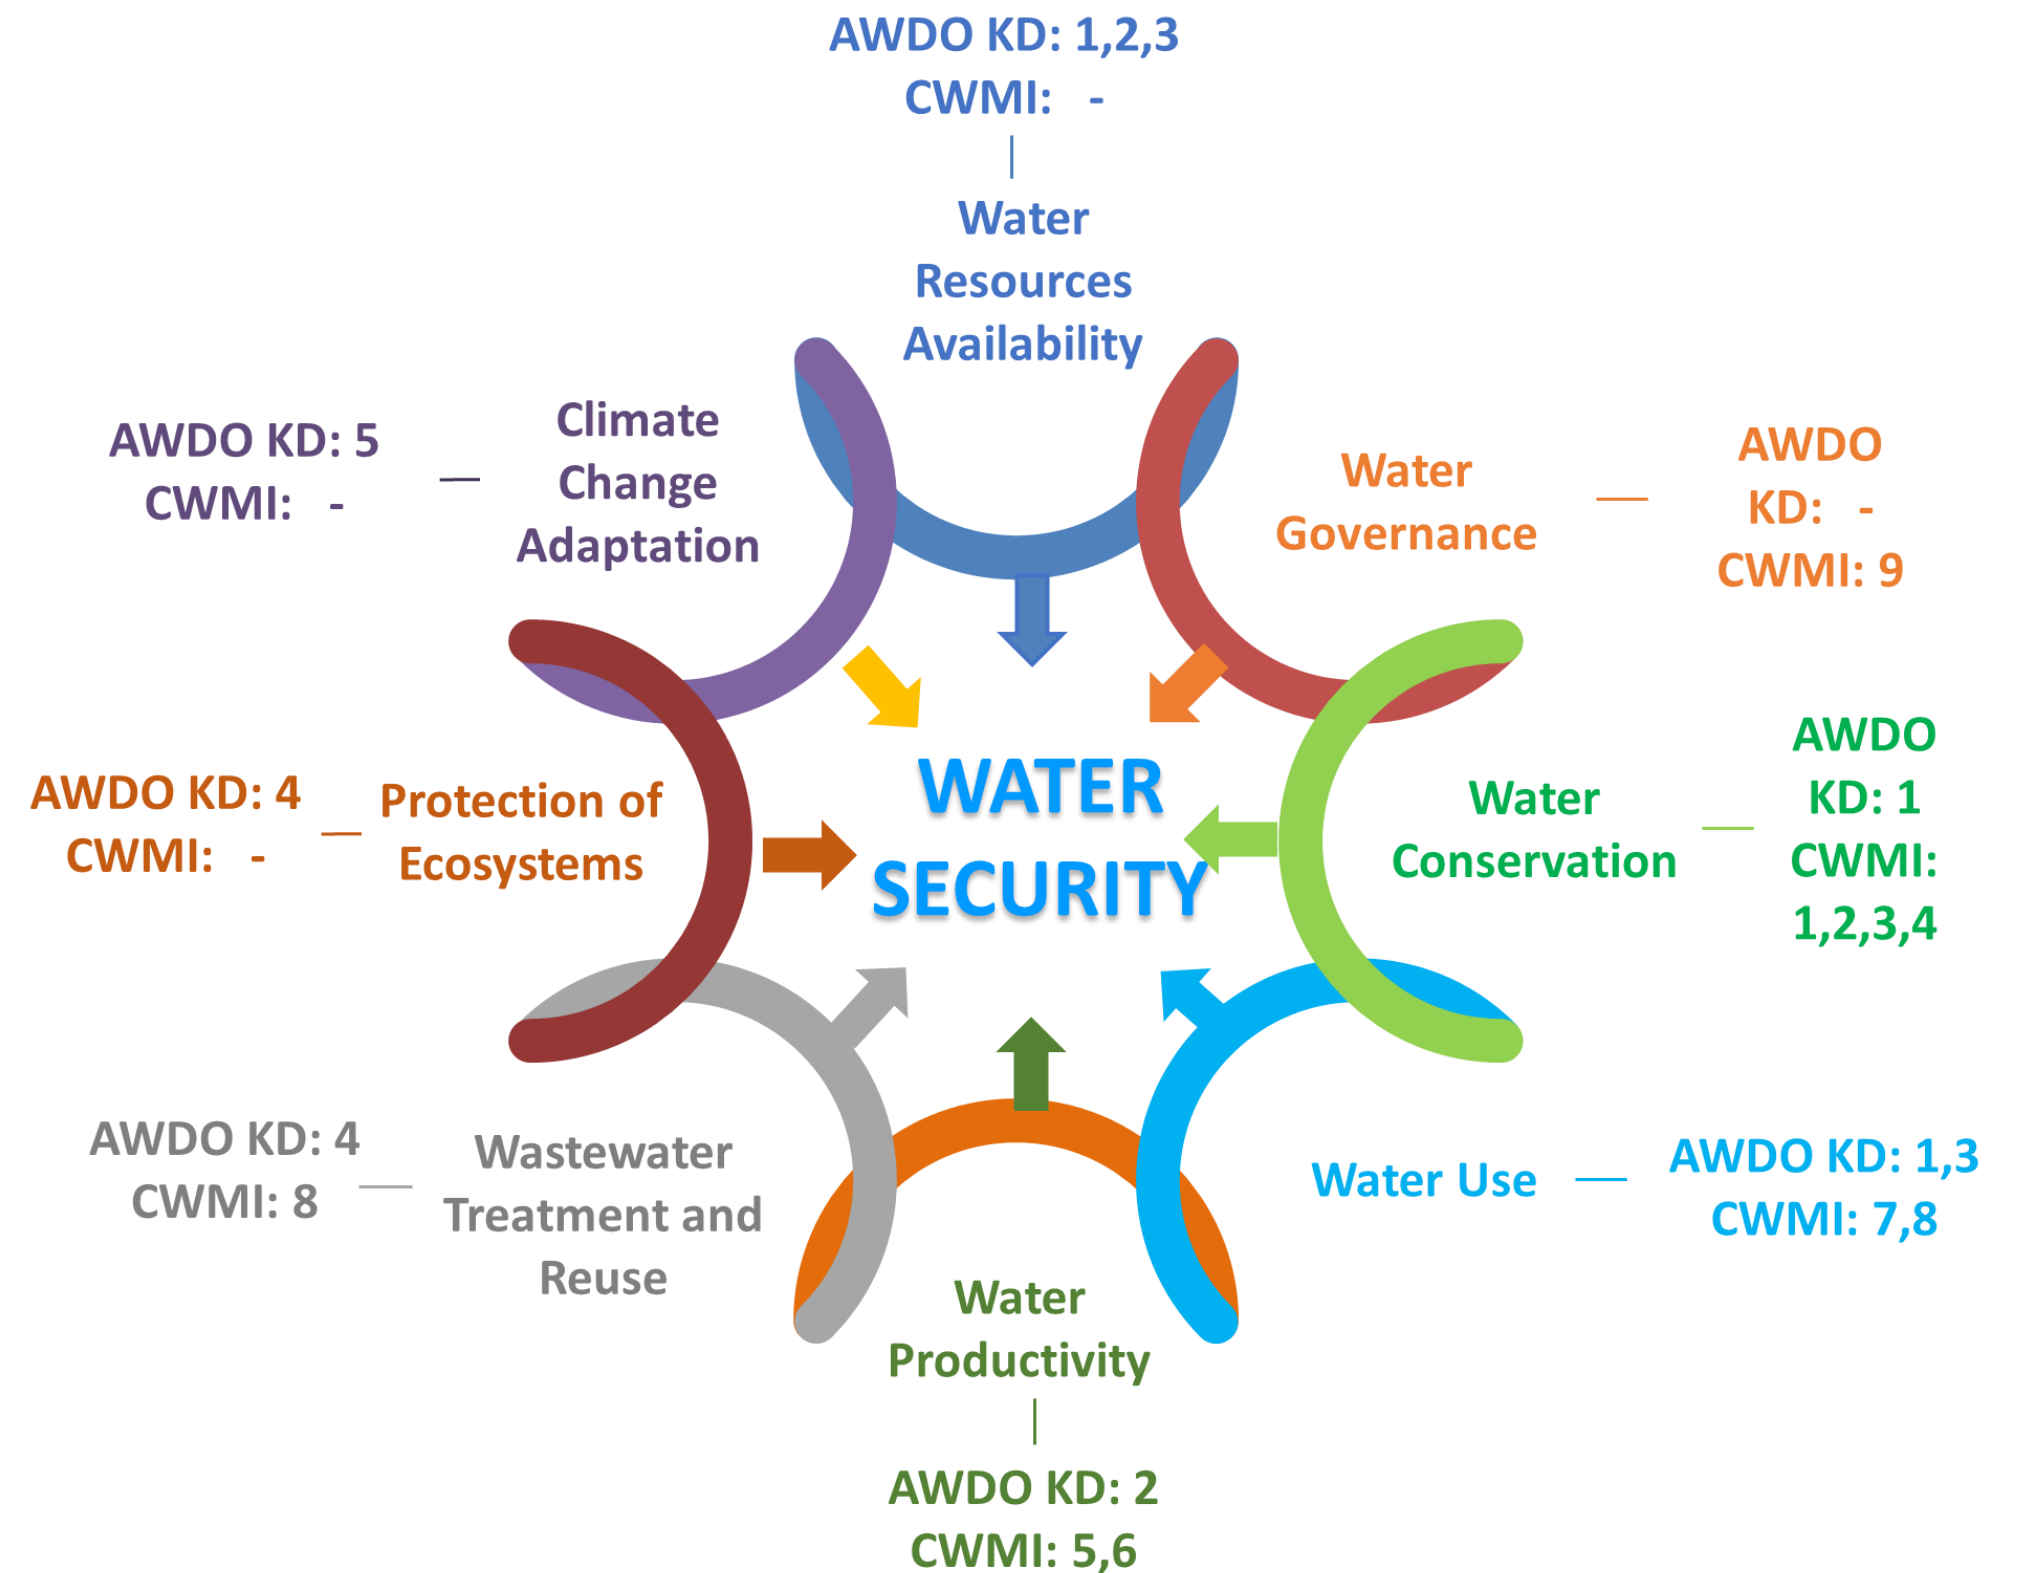 AWDO KD: 1,2,3
CWMI: -
Water
Resources
Availability
Water
Governance
AWDO
KD: -
CWMI: 9
Water
Conservation
AWDO
KD: 1
CWMI:
1,2,3,4
Water Use
AWDO KD: 1,3
CWMI: 7,8
Water
Productivity
AWDO KD: 2
CWMI: 5,6
Wastewater
Treatment and
Reuse
AWDO KD: 4
CWMI: 8
Protection of
Ecosystems
AWDO KD: 4
CWMI: -
Climate
Change
Adaptation
AWDO KD: 5
CWMI: -
WATER
SECURITY